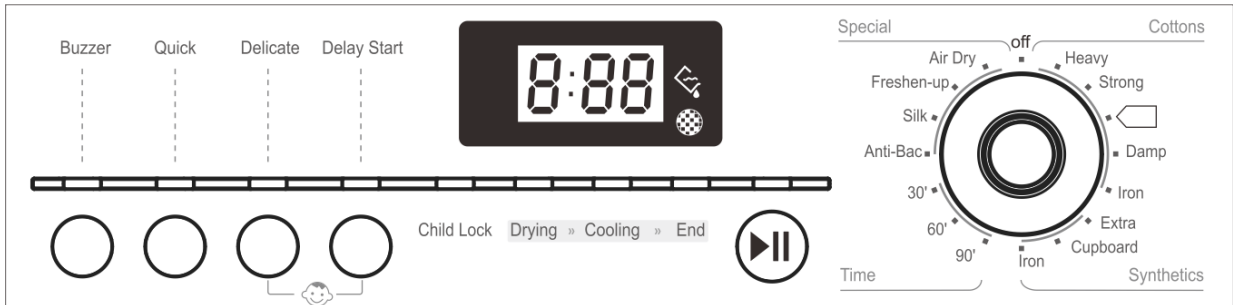 Buzzer Quick Delicate Delay Start
8:88
Child Lock Drying » Cooling » End
Special Cottons
off
Air Dry Heavy
Freshen-up Strong
Silk
Anti-Bac Damp
30' Iron
60' Extra
90' Iron Cupboard
Time Synthetics